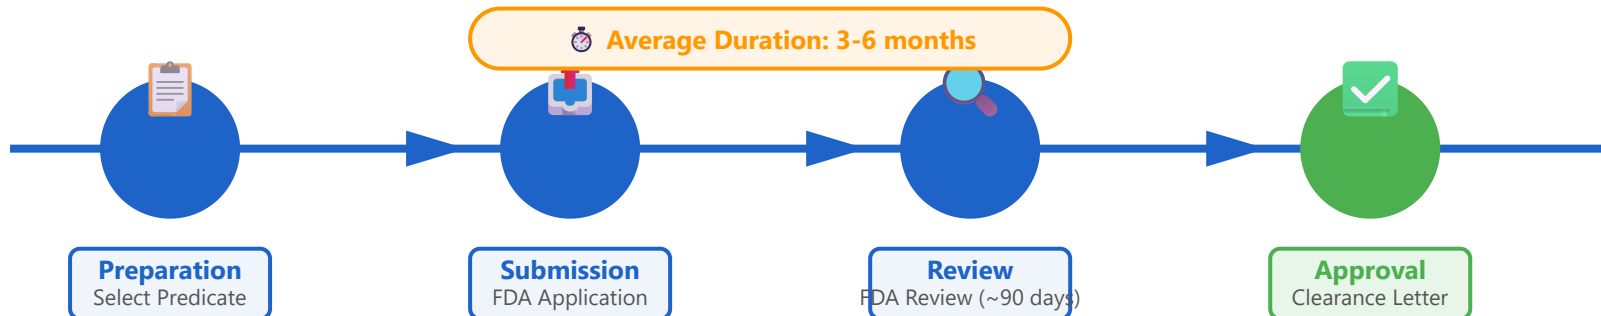 Average Duration: 3-6 months
Preparation
Select Predicate
Submission
FDA Application
Review
FDA Review (~90 days)
Approval
Clearance Letter